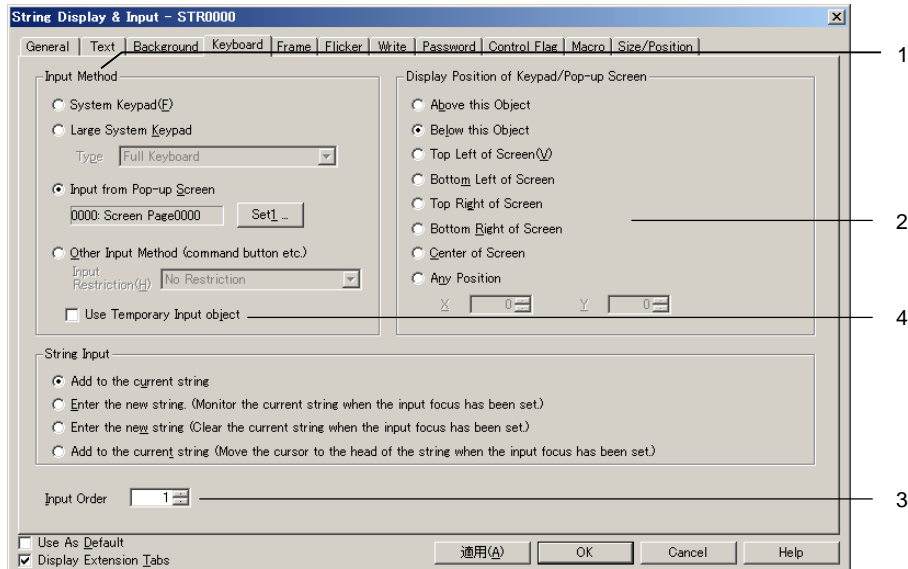 String Display & Input - STR0000
General Text Background Keyboard Frame Flicker Write Password Control Flag Macro Size/Position
1
Input Method
System Keypad(F)
Large System Keypad
Type Full Keyboard
Input from Pop-up Screen
0000: Screen Page0000 Set1 ...
Other Input Method (command button etc.)
Input
Restriction(H) No Restriction
Use Temporary Input object
Display Position of Keypad/Pop-up Screen
Above this Object
Below this Object
Top Left of Screen(V)
Bottom Left of Screen
Top Right of Screen
Bottom Right of Screen
Center of Screen
Any Position
X 0 Y 0
2
4
String Input
Add to the current string
Enter the new string. (Monitor the current string when the input focus has been set.)
Enter the new string (Clear the current string when the input focus has been set.)
Add to the current string (Move the cursor to the head of the string when the input focus has been set.)
Input Order 1
3
Use As Default
Display Extension Tabs
適用(A) OK Cancel Help